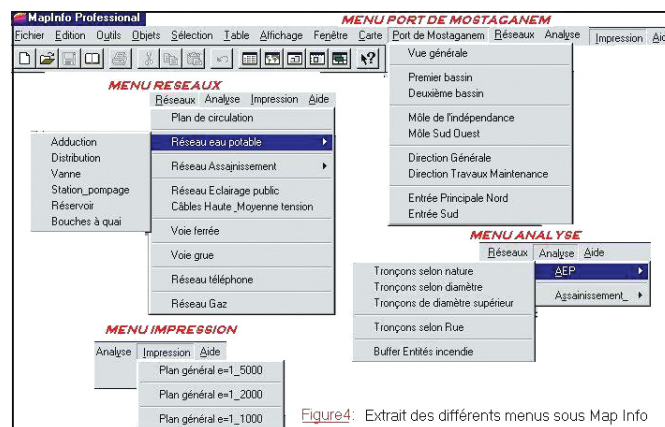 MapInfo Professional
MENU PORT DE MOSTAGANEM
Fichier Edition Outils Objets Sélection Table Affichage Fenêtre Carte Port de Mostaganem Réseaux Analyse Impression Aide
Vue générale
Premier bassin
Deuxième bassin
Môle de l'indépendance
Môle Sud Ouest
Direction Générale
Direction Travaux Maintenance
Entrée Principale Nord
Entrée Sud
MENU RESEAUX
Réseaux Analyse Impression Aide
Plan de circulation
Réseau eau potable
Réseau Assainissement
Réseau Eclairage public
Câbles Haute_Moyenne tension
Voie ferrée
Voie grue
Réseau téléphone
Réseau Gaz
Adduction
Distribution
Vanne
Station_pompage
Réservoir
Bouches à quai
MENU ANALYSE
Réseaux Analyse Aide
AEP
Assainissement_
Tronçons selon nature
Tronçons selon diamètre
Tronçons de diamètre supérieur
Tronçons selon Rue
Buffer Entités incendie
MENU IMPRESSION
Analyse Impression Aide
Plan général e=1_5000
Plan général e=1_2000
Plan général e=1_1000
Figure4: Extrait des différents menus sous Map Info